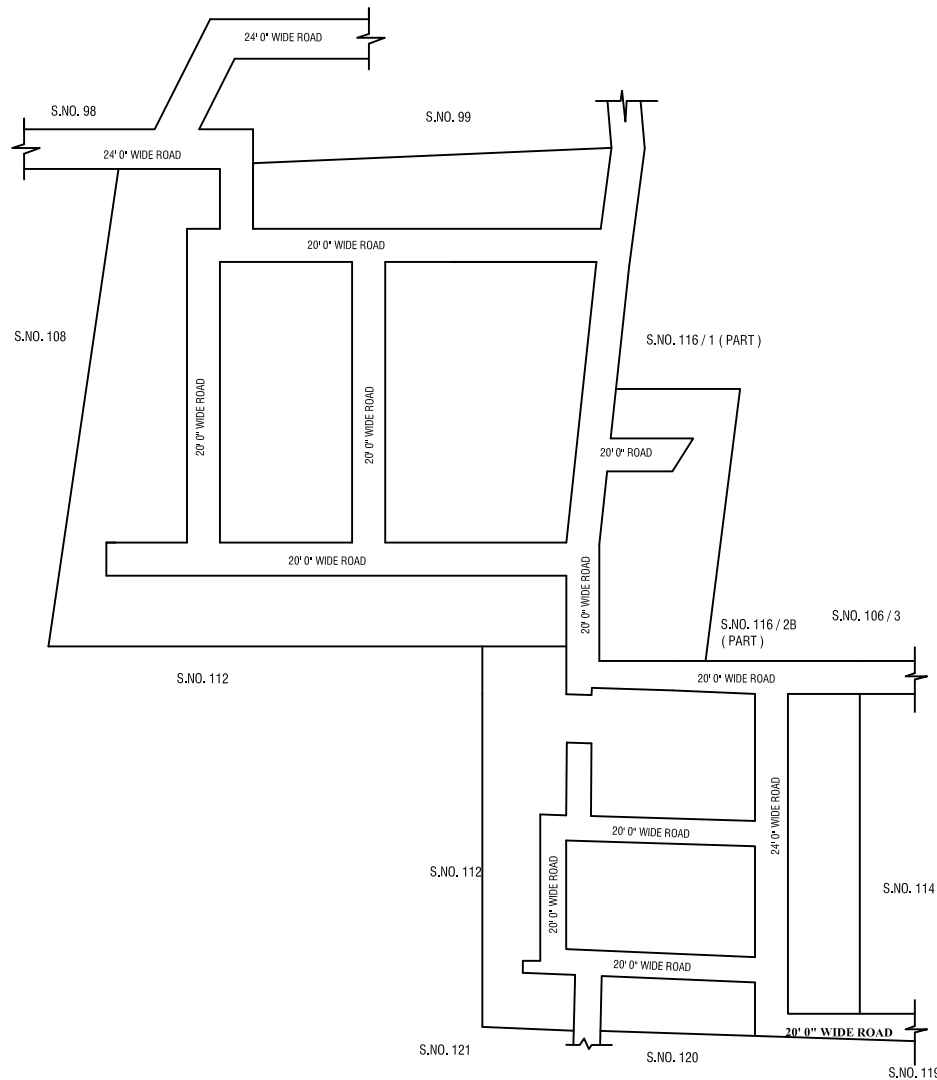 24' 0" WIDE ROAD
S.NO. 98
S.NO. 99
24' 0" WIDE ROAD
20' 0" WIDE ROAD
S.NO. 108
S.NO. 116 / 1 ( PART )
20' 0" WIDE ROAD
20' 0" WIDE ROAD
20' 0" ROAD
20' 0" WIDE ROAD
20' 0" WIDE ROAD
S.NO. 106 / 3
S.NO. 116 / 2B
( PART )
S.NO. 112
20' 0" WIDE ROAD
24' 0" WIDE ROAD
20' 0" WIDE ROAD
S.NO. 112
20' 0" WIDE ROAD
S.NO. 114
20' 0" WIDE ROAD
20' 0" WIDE ROAD
S.NO. 121
S.NO. 120
S.NO. 119